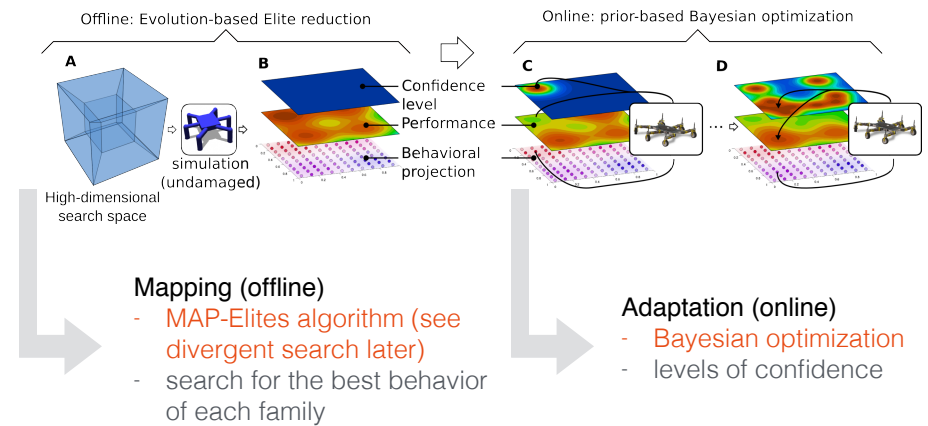 Offline: Evolution-based Elite reduction
Online: prior-based Bayesian optimization
A
B
C
D
Confidence
level
Performance
Behavioral
projection
simulation
(undamaged)
High-dimensional
search space
...
Mapping (offline)
- MAP-Elites algorithm (see
divergent search later)
- search for the best behavior
of each family
Adaptation (online)
- Bayesian optimization
- levels of confidence